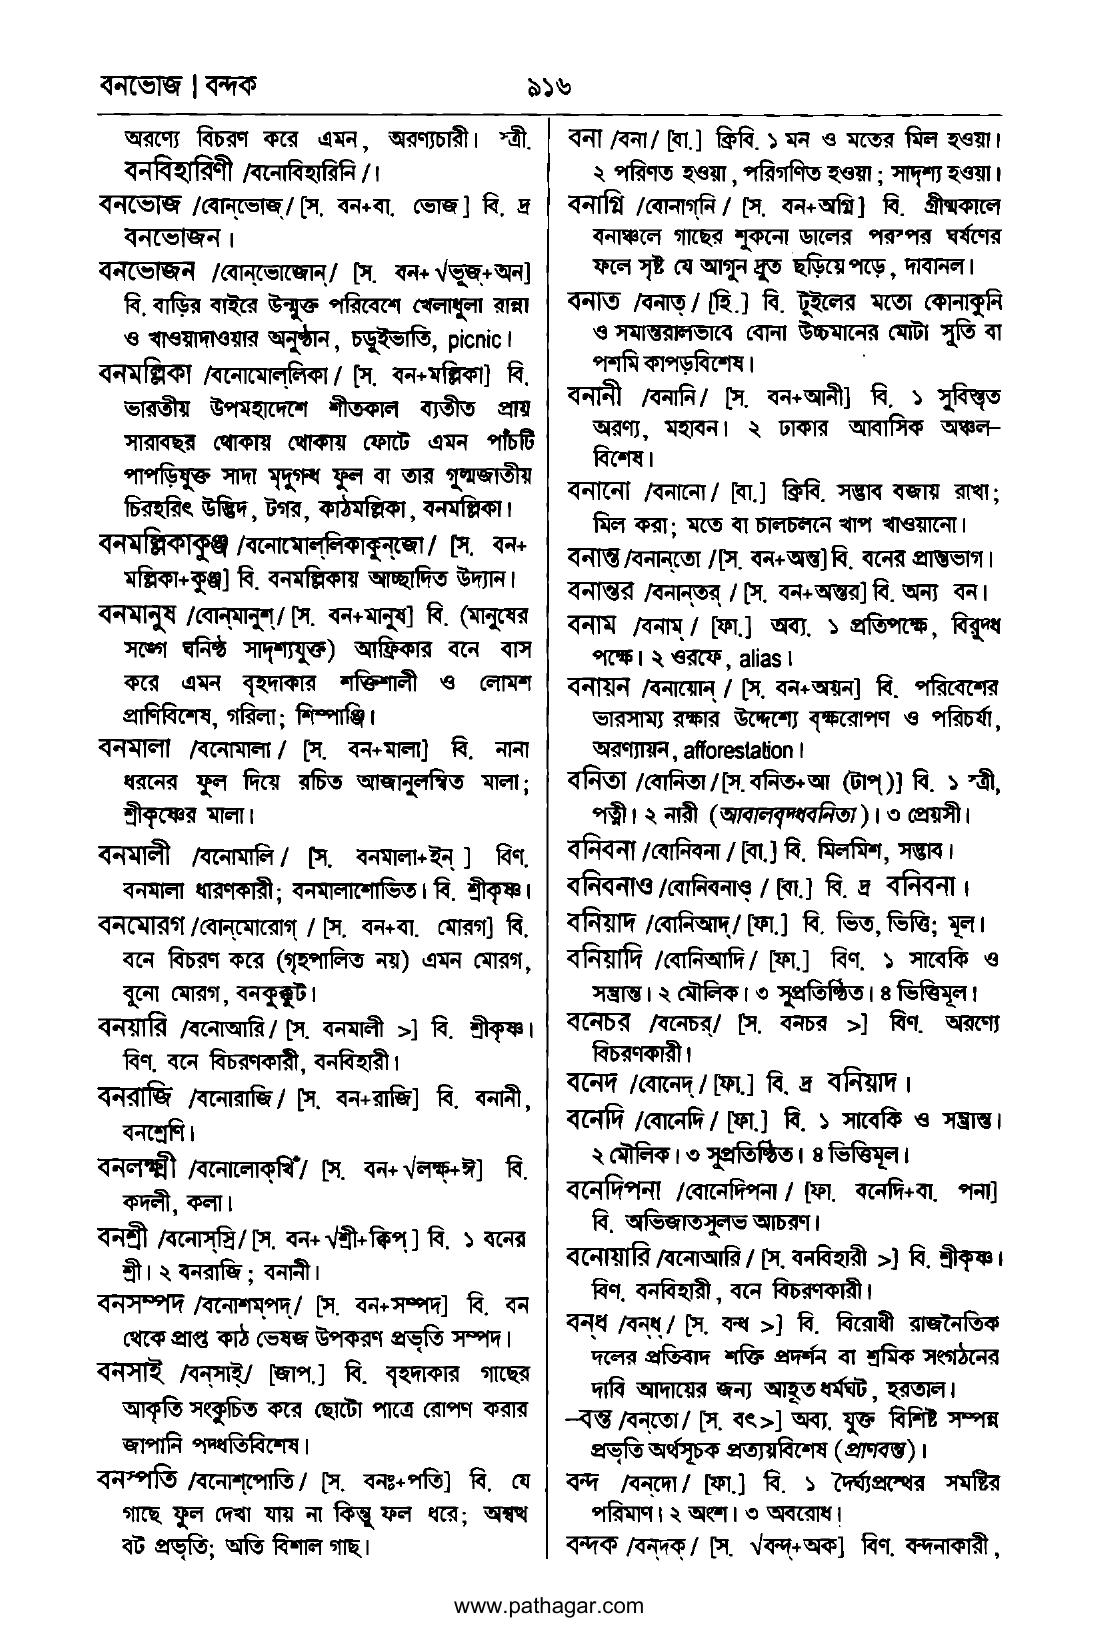 বনভোজ | বন্দক
৯১৬
অরণ্যে বিচরণ করে এমন, অরণ্যচারী। স্ত্রী.
বনবিহারিণী /বনোবিহারিনি /।
বনভোজ /বোন্‌ভোজ্‌/ [স. বন+বা. ভোজ ] বি. দ্র
বনভোজন ।
বনভোজন /বোন্‌ভোজোন্‌/ [স. বন+ √ভূজ্‌+অন]
বি. বাড়ির বাইরে উন্মুক্ত পরিবেশে খেলাধুলা রান্না
ও খাওয়াদাওয়ার অনুষ্ঠান, চড়ুইভাতি, picnic।
বনমল্লিকা /বনোমোল্‌লিকা / [স. বন+মল্লিকা] বি.
ভারতীয় উপমহাদেশে শীতকাল ব্যতীত প্রায়
সারাবছর থোকায় থোকায় ফোটে এমন পাঁচটি
পাপড়িযুক্ত সাদা মৃদুগন্ধ ফুল বা তার গুল্মজাতীয়
চিরহরিৎ উদ্ভিদ, টগর, কাঠমল্লিকা, বনমল্লিকা।
বনমল্লিকাকুঞ্জ /বনোমোল্‌লিকাকুন্‌জো / [স. বন+
মল্লিকা+কুঞ্জ] বি. বনমল্লিকায় আচ্ছাদিত উদ্যান।
বনমানুষ /বোন্‌মানুশ্‌/ [স. বন+মানুষ] বি. (মানুষের
সঙ্গে ঘনিষ্ঠ সাদৃশ্যযুক্ত) আফ্রিকার বনে বাস
করে এমন বৃহদাকার শক্তিশালী ও লোমশ
প্রাণিবিশেষ, গরিলা; শিম্পাঞ্জি।
বনমালা /বনোমালা / [স. বন+মালা] বি. নানা
ধরনের ফুল দিয়ে রচিত আজানুলম্বিত মালা;
শ্রীকৃষ্ণের মালা।
বনমালী /বনোমালি / [স. বনমালা+ইন্‌ ] বিণ.
বনমালা ধারণকারী; বনমালাশোভিত। বি. শ্রীকৃষ্ণ।
বনমোরগ /বোন্‌মোরোগ্‌ / [স. বন+বা. মোরগ] বি.
বনে বিচরণ করে (গৃহপালিত নয়) এমন মোরগ,
বুনো মোরগ, বনকুক্কুট।
বনয়ারি /বনোআরি / [স. বনমালী >] বি. শ্রীকৃষ্ণ।
বিণ. বনে বিচরণকারী, বনবিহারী।
বনরাজি /বনোরাজি / [স. বন+রাজি] বি. বনানী,
বনশ্রেণি।
বনলক্ষ্মী /বনোলোক্‌খিঁ / [স. বন+ √লক্ষ্‌+ঈ] বি.
কদলী, কলা।
বনশ্রী /বনোস্‌স্রি / [স. বন+ √শ্রী+ক্বিপ্‌ ] বি. ১ বনের
শ্রী। ২ বনরাজি ; বনানী।
বনসম্পদ /বনোশম্‌পদ্‌/ [স. বন+সম্পদ] বি. বন
থেকে প্রাপ্ত কাঠ ভেষজ উপকরণ প্রভৃতি সম্পদ।
বনসাই /বন্‌সাই্‌/ [জাপ.] বি. বৃহদাকার গাছের
আকৃতি সংকুচিত করে ছোটো পাত্রে রোপণ করার
জাপানি পদ্ধতিবিশেষ।
বনস্পতি /বনোশ্‌পোতি / [স. বনঃ+পতি] বি. যে
গাছে ফুল দেখা যায় না কিন্তু ফল ধরে; অশ্বত্থ
বট প্রভৃতি; অতি বিশাল গাছ।
বনা /বনা / [বা.] ক্রিবি. ১ মন ও মতের মিল হওয়া।
২ পরিণত হওয়া, পরিগণিত হওয়া ; সাদৃশ্য হওয়া।
বনাগ্নি /বোনাগ্‌নি / [স. বন+অগ্নি] বি. গ্রীষ্মকালে
বনাঞ্চলে গাছের শুকনো ডালের পরস্পর ঘর্ষণের
ফলে সৃষ্ট যে আগুন দ্রুত ছড়িয়ে পড়ে, দাবানল।
বনাত /বনাত্‌ / [হি.] বি. টুইলের মতো কোনাকুনি
ও সমান্তরালভাবে বোনা উচ্চমানের মোটা সুতি বা
পশমি কাপড়বিশেষ।
বনানী /বনানি / [স. বন+আনী] বি. ১ সুবিস্তৃত
অরণ্য, মহাবন। ২ ঢাকার আবাসিক অঞ্চল–
বিশেষ।
বনানো /বনানো / [বা.] ক্রিবি. সদ্ভাব বজায় রাখা;
মিল করা; মতে বা চালচলনে খাপ খাওয়ানো।
বনান্ত /বনান্‌তো /[স. বন+অন্ত] বি. বনের প্রান্তভাগ।
বনান্তর /বনান্‌তর্‌ / [স. বন+অন্তর] বি. অন্য বন।
বনাম /বনাম্‌ / [ফা.] অব্য. ১ প্রতিপক্ষে, বিরুদ্ধ
পক্ষে। ২ ওরফে, alias।
বনায়ন /বনায়োন্‌ / [স. বন+অয়ন] বি. পরিবেশের
ভারসাম্য রক্ষার উদ্দেশ্যে বৃক্ষরোপণ ও পরিচর্যা,
অরণ্যায়ন, afforestation।
বনিতা /বোনিতা /[স. বনিত+আ (টাপ্‌)] বি. ১ স্ত্রী,
পত্নী। ২ নারী (আবালবৃদ্ধবনিতা)। ৩ প্রেয়সী।
বনিবনা /বোনিবনা / [বা.] বি. মিলমিশ, সদ্ভাব।
বনিবনাও /বোনিবনাও্‌ / [বা.] বি. দ্র বনিবনা ।
বনিয়াদ /বোনিআদ্‌/ [ফা.] বি. ভিত, ভিত্তি; মূল।
বনিয়াদি /বোনিআদি / [ফা.] বিণ. ১ সাবেকি ও
সম্ভ্রান্ত। ২ মৌলিক। ৩ সুপ্রতিষ্ঠিত। ৪ ভিত্তিমূল।
বনেচর /বনেচর্‌/ [স. বনচর >] বিণ. অরণ্যে
বিচরণকারী।
বনেদ /বোনেদ্‌ / [ফা.] বি. দ্র বনিয়াদ ।
বনেদি /বোনেদি / [ফা.] বি. ১ সাবেকি ও সম্ভ্রান্ত।
২ মৌলিক। ৩ সুপ্রতিষ্ঠিত। ৪ ভিত্তিমূল।
বনেদিপনা /বোনেদিপনা / [ফা. বনেদি+বা. পনা]
বি. অভিজাতসুলভ আচরণ।
বনোয়ারি /বনোআরি / [স. বনবিহারী >] বি. শ্রীকৃষ্ণ।
বিণ. বনবিহারী, বনে বিচরণকারী।
বন্‌ধ /বন্‌ধ্‌ / [স. বন্ধ >] বি. বিরোধী রাজনৈতিক
দলের প্রতিবাদ শক্তি প্রদর্শন বা শ্রমিক সংগঠনের
দাবি আদায়ের জন্য আহূত ধর্মঘট, হরতাল।
–বন্ত /বন্‌তো / [স. বৎ>] অব্য. যুক্ত বিশিষ্ট সম্পন্ন
প্রভৃতি অর্থসূচক প্রত্যয়বিশেষ (প্রাণবন্ত)।
বন্দ /বন্‌দো / [ফা.] বি. ১ দৈর্ঘ্যপ্রস্থের সমষ্টির
পরিমাণ। ২ অংশ। ৩ অবরোধ।
বন্দক /বন্‌দক্‌ / [স. √বন্দ্‌+অক] বিণ. বন্দনাকারী,
www.pathagar.com